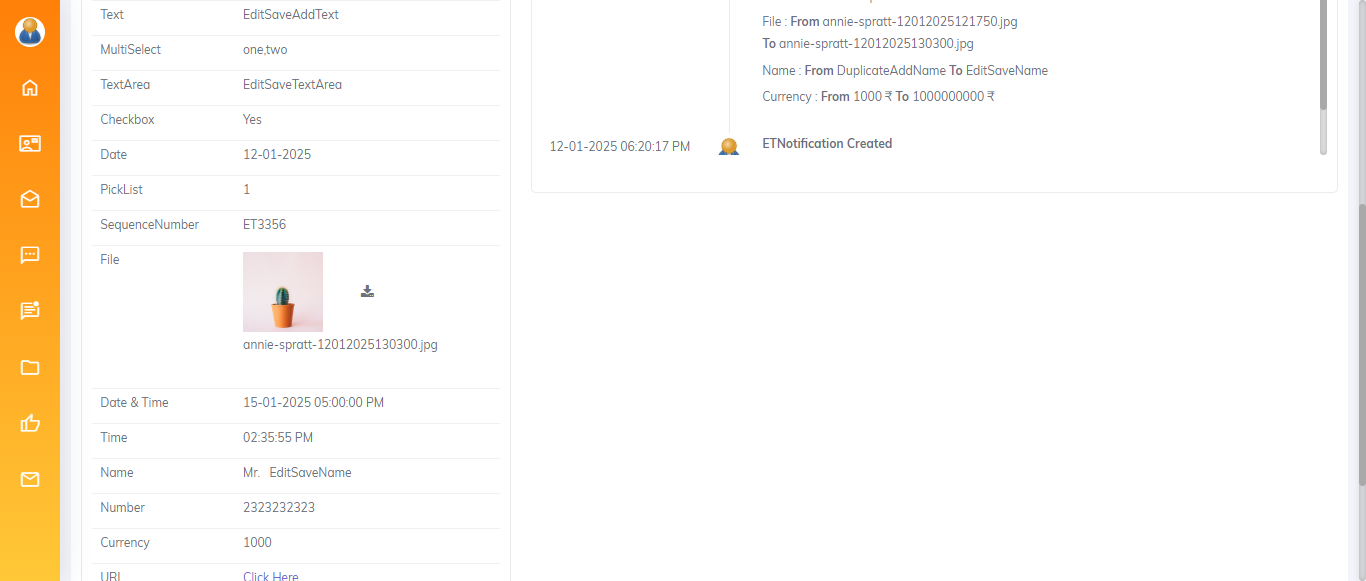 Text EditSaveAddText
MultiSelect one,two
TextArea EditSaveTextArea
Checkbox Yes
Date 12-01-2025
PickList 1
SequenceNumber ET3356
File
annie-spratt-12012025130300.jpg
Date & Time 15-01-2025 05:00:00 PM
Time 02:35:55 PM
Name Mr. EditSaveName
Number 2323232323
Currency 1000
URL Click Here
File : From annie-spratt-12012025121750.jpg
To annie-spratt-12012025130300.jpg
Name : From DuplicateAddName To EditSaveName
Currency : From 1000 ₹ To 1000000000 ₹
12-01-2025 06:20:17 PM ETNotification Created